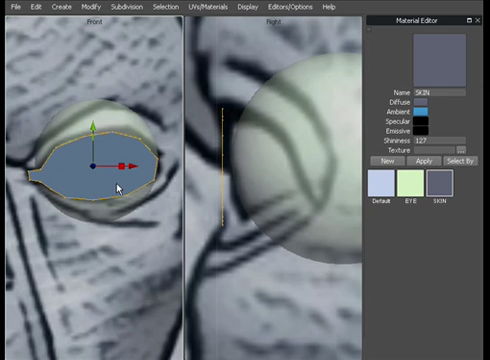 File Edit Create Modify Subdivision Selection UVs/Materials Display Editors/Options Help
Front
Right
Material Editor
Name SKIN
Diffuse
Ambient
Specular
Emissive
Shininess 127
Texture ...
New Apply Select By
Default EYE SKIN